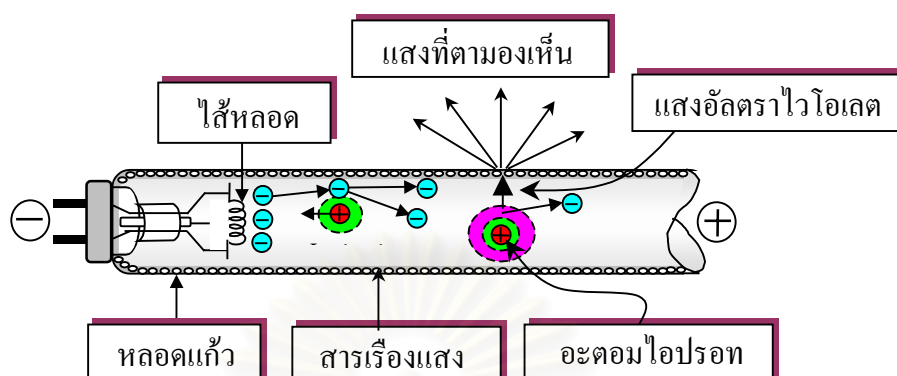 แสงที่ตามองเห็น
ไส้หลอด
แสงอัลตราไวโอเลต
หลอดแก้ว
สารเรืองแสง
อะตอมไอปรอท